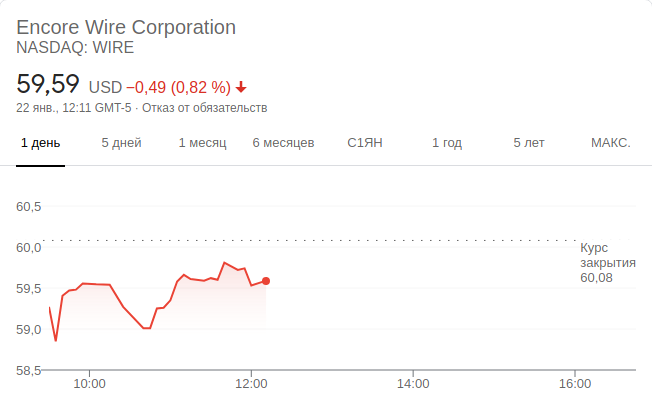 Encore Wire Corporation
NASDAQ: WIRE
59,59 USD −0,49 (0,82 %)
22 янв., 12:11 GMT-5 · Отказ от обязательств
1 день 5 дней 1 месяц 6 месяцев С1ЯН 1 год 5 лет МАКС.
60,5
60,0
59,5
59,0
58,5
Курс
закрытия
60,08
10:00 12:00 14:00 16:00